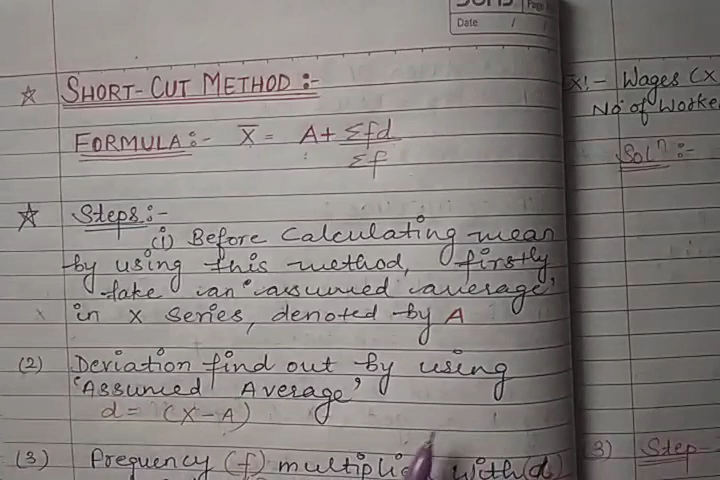 Date / /
☆ SHORT-CUT METHOD :-
FORMULA :- X̄ = A + Σfd / Σf
☆ Steps :-
(i) Before Calculating mean
by using this method, firstly
take an "assumed average'
in X series, denoted by A
(2) Deviation find out by using
'Assumed Average'
d = (X-A)
(3) Frequency (f) multiplied with (d)
Ex!- Wages (X
No of Worke
Solⁿ :-
3) Step